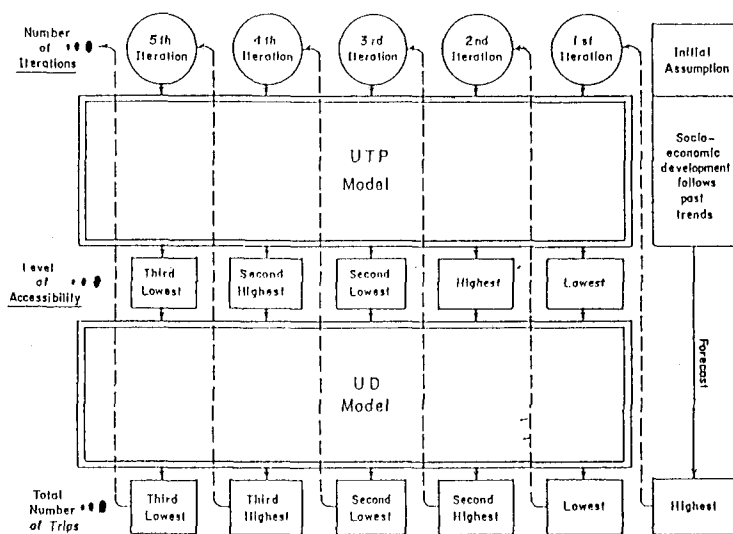 Number
of
Iterations
5th
Iteration
4th
Iteration
3rd
Iteration
2nd
Iteration
1st
Iteration
Initial
Assumption
UTP
Model
Socio-
economic
development
follows
past
trends
Level
of
Accessibility
Third
Lowest
Second
Highest
Second
Lowest
Highest
Lowest
UD
Model
Forecast
Total
Number
of Trips
Third
Lowest
Third
Highest
Second
Lowest
Second
Highest
Lowest
Highest